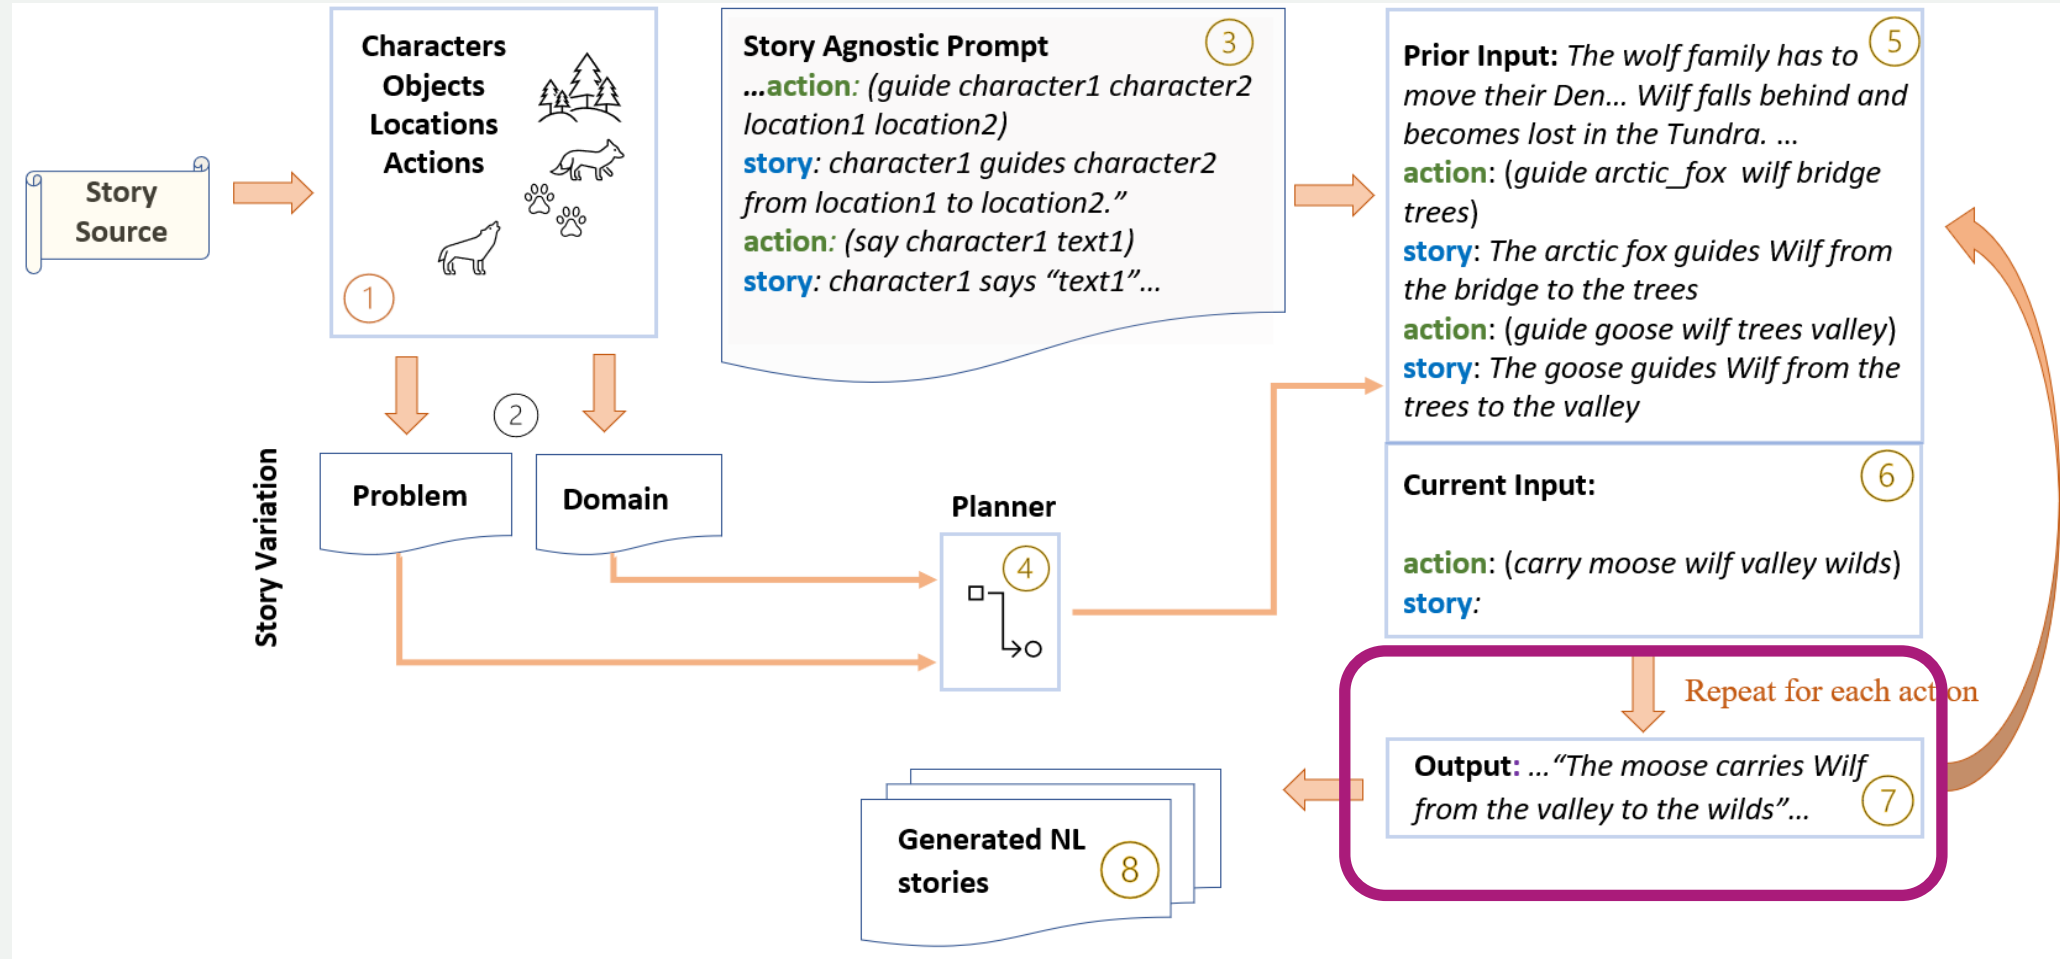 Story
Source
Characters
Objects
Locations
Actions
1
Story Agnostic Prompt
3
...action: (guide character1 character2
location1 location2)
story: character1 guides character2
from location1 to location2.”
action: (say character1 text1)
story: character1 says “text1”...
5
Prior Input: The wolf family has to
move their Den... Wilf falls behind and
becomes lost in the Tundra. ...
action: (guide arctic_fox wilf bridge
trees)
story: The arctic fox guides Wilf from
the bridge to the trees
action: (guide goose wilf trees valley)
story: The goose guides Wilf from the
trees to the valley
2
Story Variation
Problem
Domain
Planner
4
Current Input:
6
action: (carry moose wilf valley wilds)
story:
Repeat for each action
Output: ...“The moose carries Wilf
from the valley to the wilds”...
7
Generated NL
stories
8